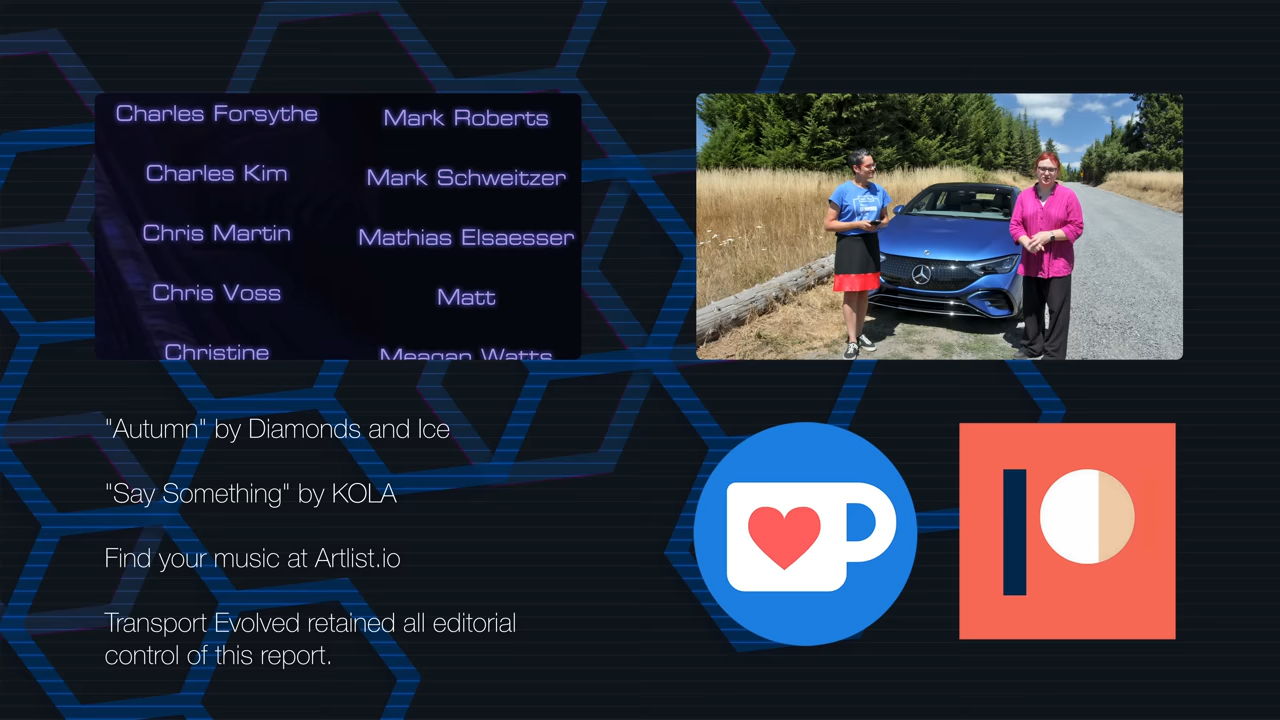 Charles Forsythe
Mark Roberts
Charles Kim
Mark Schweitzer
Chris Martin
Mathias Elsaesser
Chris Voss
Matt
Christine
Meagan Watts
"Autumn" by Diamonds and Ice
"Say Something" by KOLA
Find your music at Artlist.io
Transport Evolved retained all editorial
control of this report.